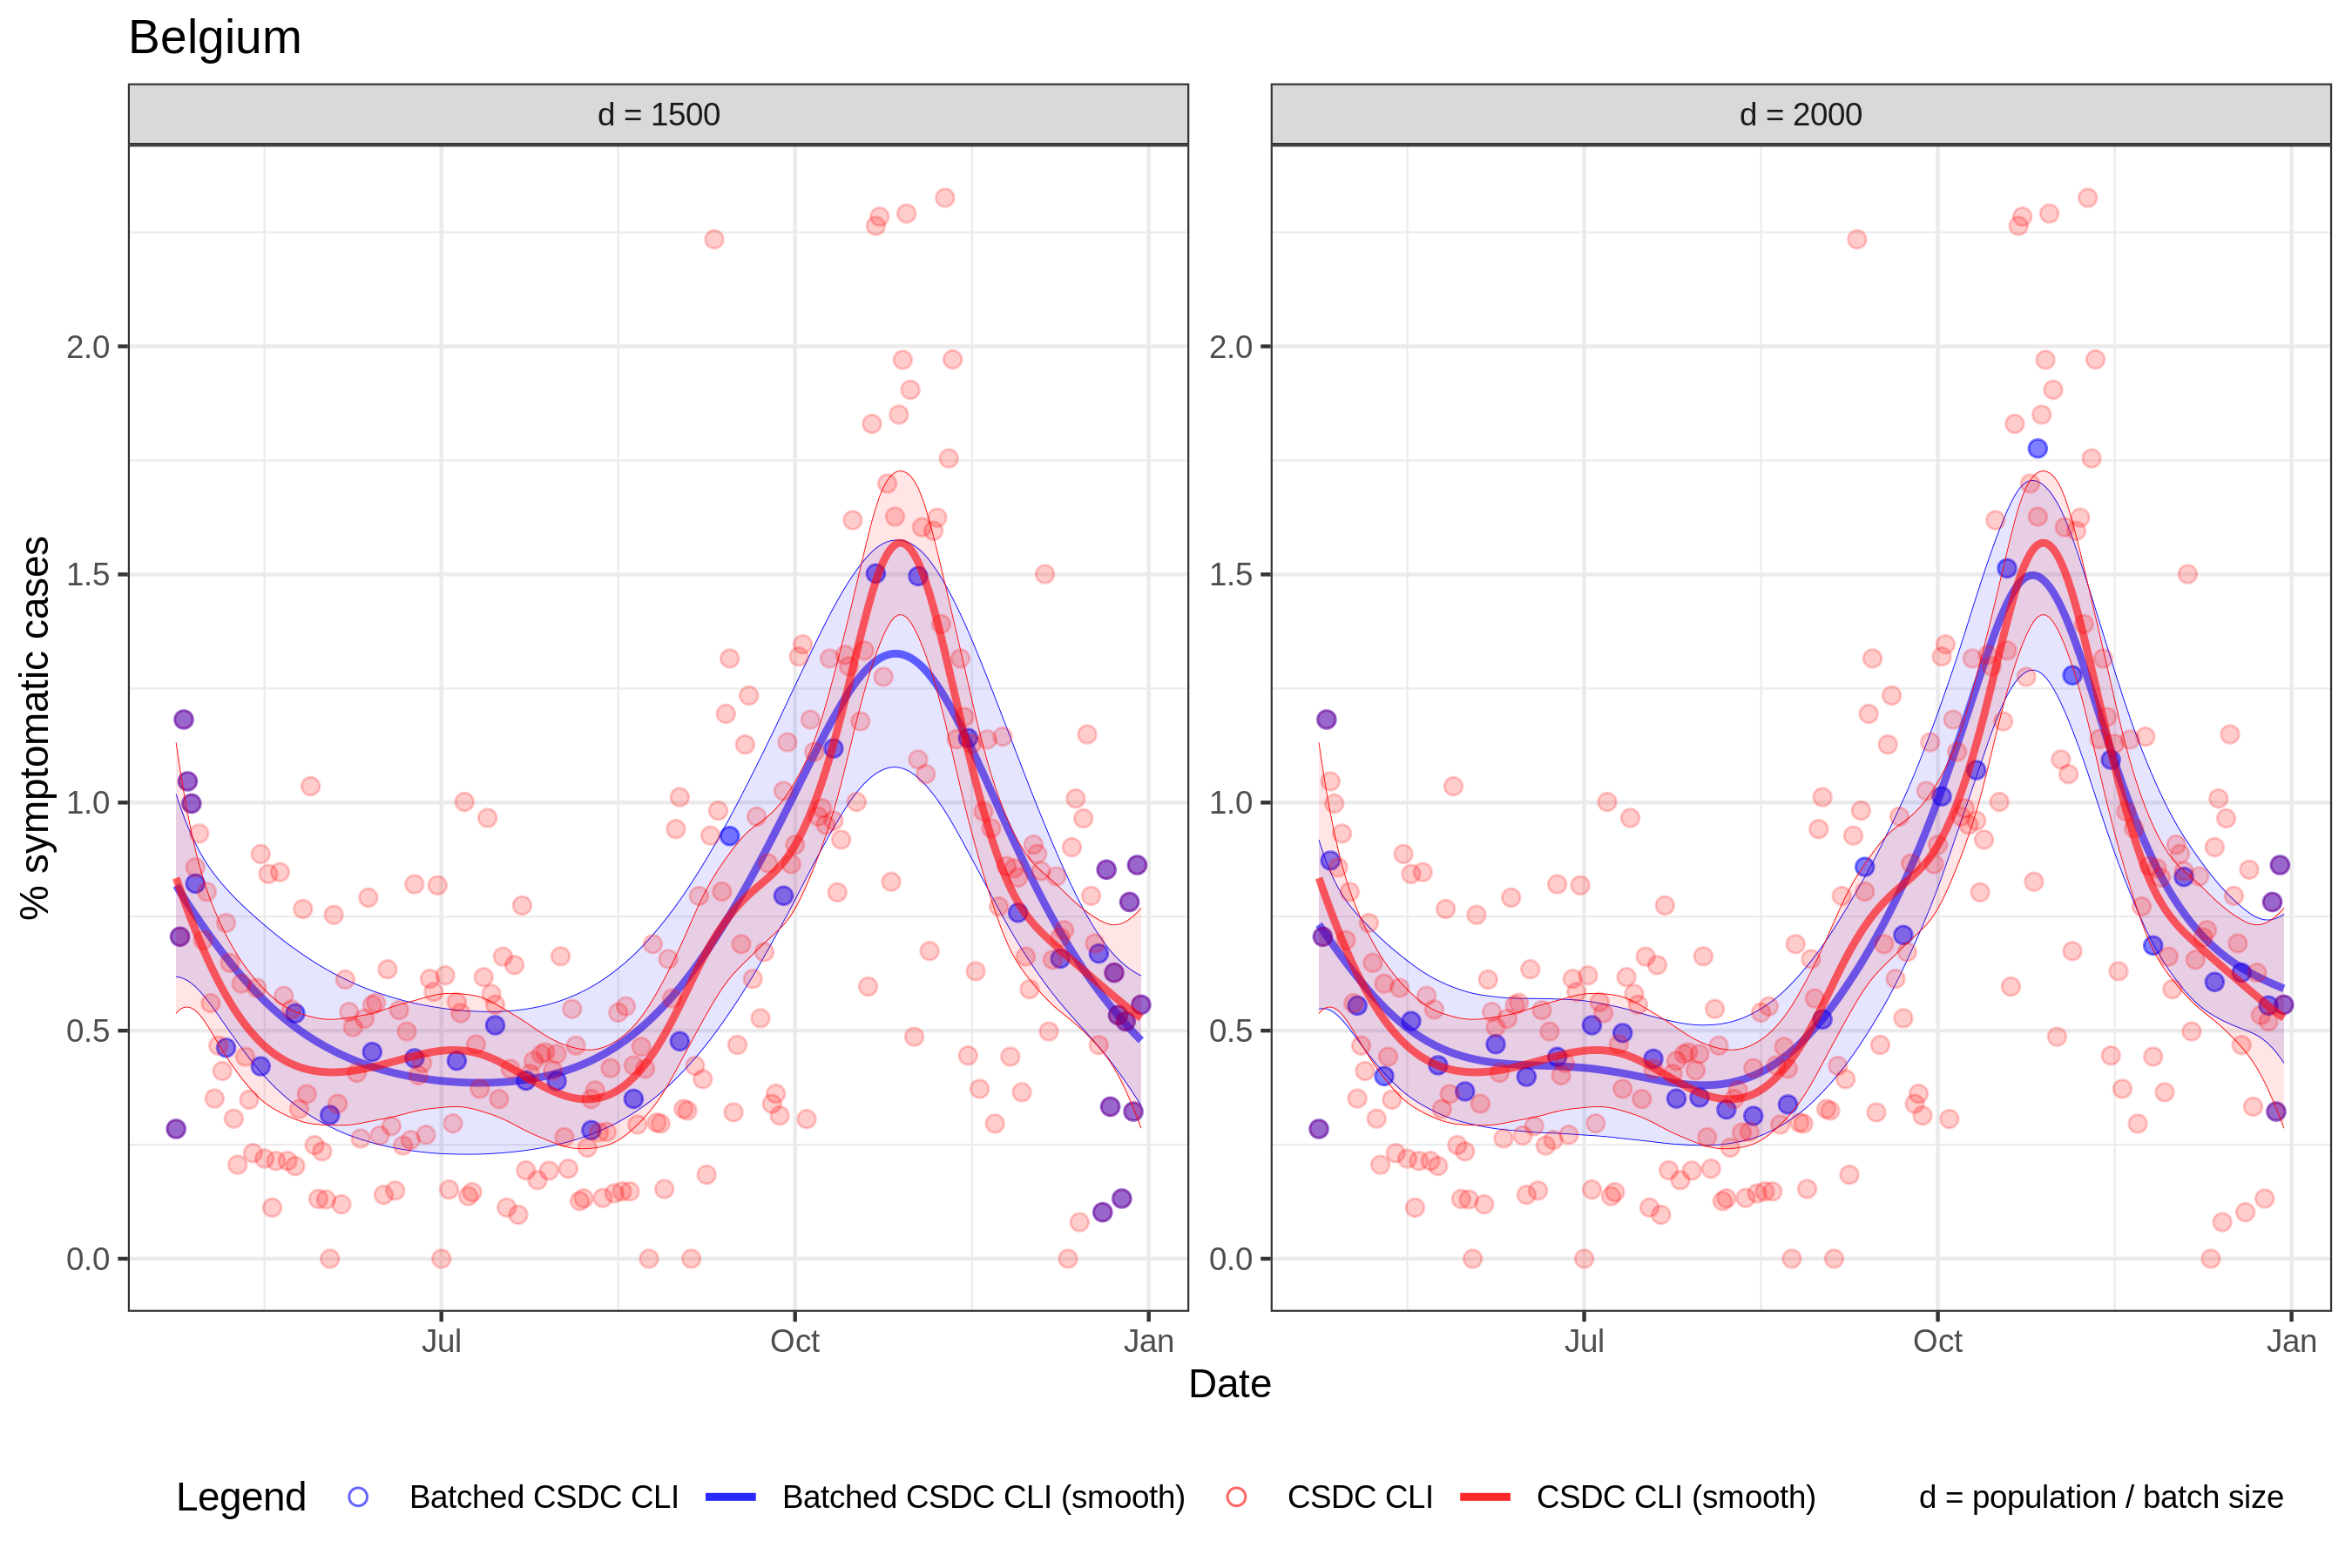 Belgium
d = 1500
d = 2000
% symptomatic cases
2.0
1.5
1.0
0.5
0.0
2.0
1.5
1.0
0.5
0.0
Jul Oct Jan
Jul Oct Jan
Date
Legend Batched CSDC CLI Batched CSDC CLI (smooth) CSDC CLI CSDC CLI (smooth) d = population / batch size